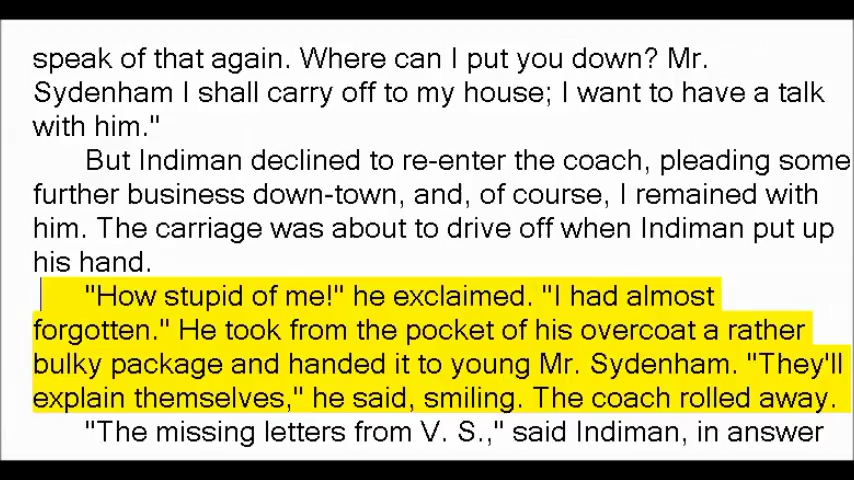 speak of that again. Where can I put you down? Mr.
Sydenham I shall carry off to my house; I want to have a talk
with him."
But Indiman declined to re-enter the coach, pleading some
further business down-town, and, of course, I remained with
him. The carriage was about to drive off when Indiman put up
his hand.
"How stupid of me!" he exclaimed. "I had almost
forgotten." He took from the pocket of his overcoat a rather
bulky package and handed it to young Mr. Sydenham. "They'll
explain themselves," he said, smiling. The coach rolled away.
"The missing letters from V. S.," said Indiman, in answer